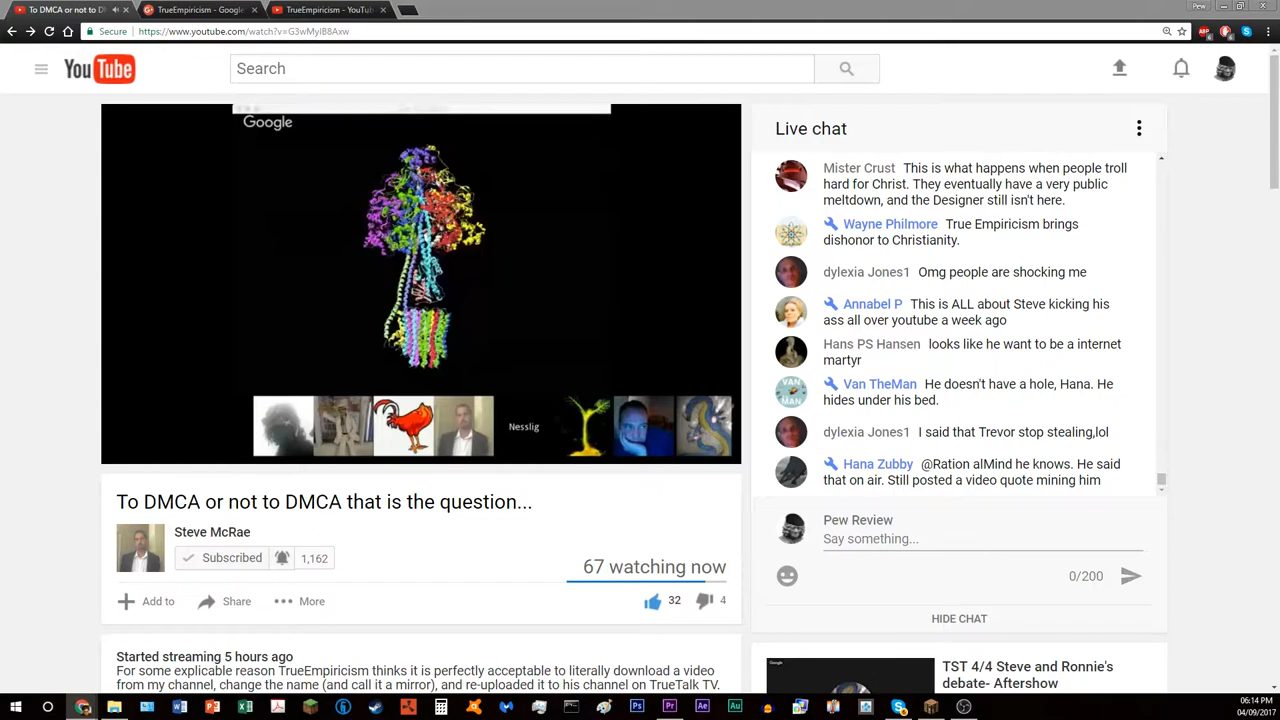 To DMCA or not to D
TrueEmpiricism - Google
TrueEmpiricism - YouTub
Pew
Secure
https://www.youtube.com/watch?v=G3wMyIB8Axw
YouTube
Search
Google
Nesslig
Live chat
Mister Crust This is what happens when people troll
hard for Christ. They eventually have a very public
meltdown, and the Designer still isn't here.
Wayne Philmore True Empiricism brings
dishonor to Christianity.
dylexia Jones1 Omg people are shocking me
Annabel P This is ALL about Steve kicking his
ass all over youtube a week ago
Hans PS Hansen looks like he want to be a internet
martyr
VAN MAN
Van TheMan He doesn't have a hole, Hana. He
hides under his bed.
dylexia Jones1 I said that Trevor stop stealing,lol
Hana Zubby @Ration alMind he knows. He said
that on air. Still posted a video quote mining him
Pew Review
Say something...
0/200
HIDE CHAT
To DMCA or not to DMCA that is the question...
Steve McRae
Subscribed 1,162
67 watching now
Add to Share More
32 4
Started streaming 5 hours ago
For some explicable reason TrueEmpiricism thinks it is perfectly acceptable to literally download a video
from my channel, change the name (and call it a mirror), and re-uploaded it to his channel on TrueTalk TV.
TST 4/4 Steve and Ronnie's
debate- Aftershow
06:14 PM
04/09/2017